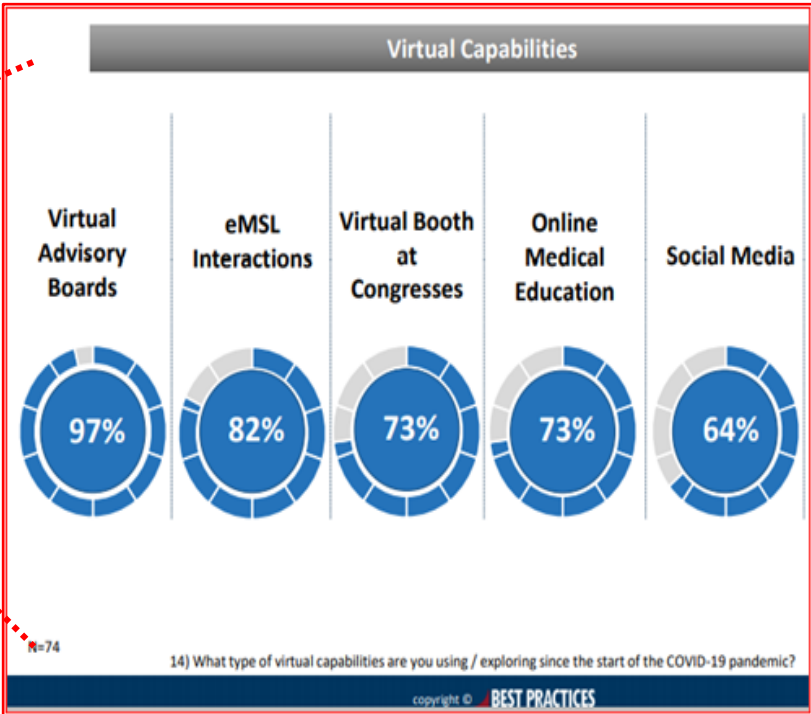 Virtual Capabilities
Virtual
Advisory
Boards
eMSL
Interactions
Virtual Booth
at
Congresses
Online
Medical
Education
Social Media
97%
82%
73%
73%
64%
N=74
14) What type of virtual capabilities are you using / exploring since the start of the COVID-19 pandemic?
copyright © BEST PRACTICES